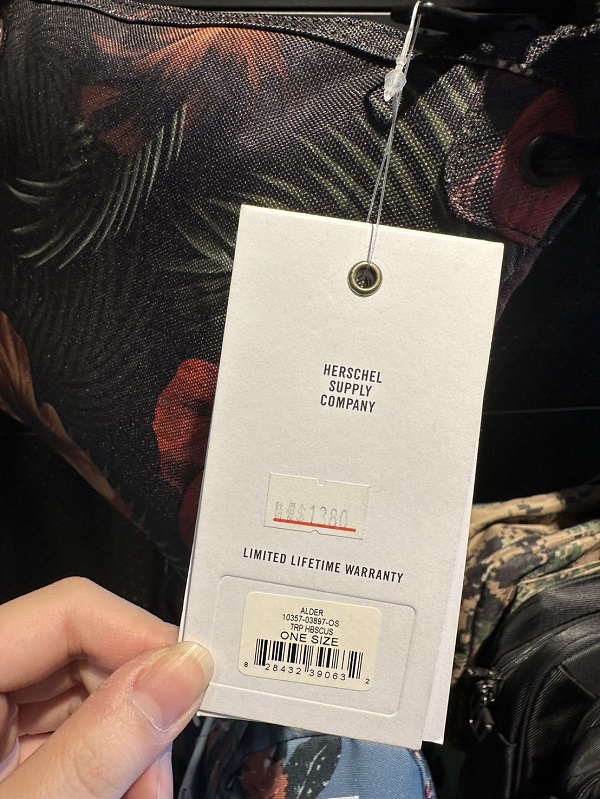 HERSCHEL
SUPPLY
COMPANY
$1380
LIMITED LIFETIME WARRANTY
ALDER
10357-03897-OS
TRP HBSCUS
ONE SIZE
8 28432 39063 2